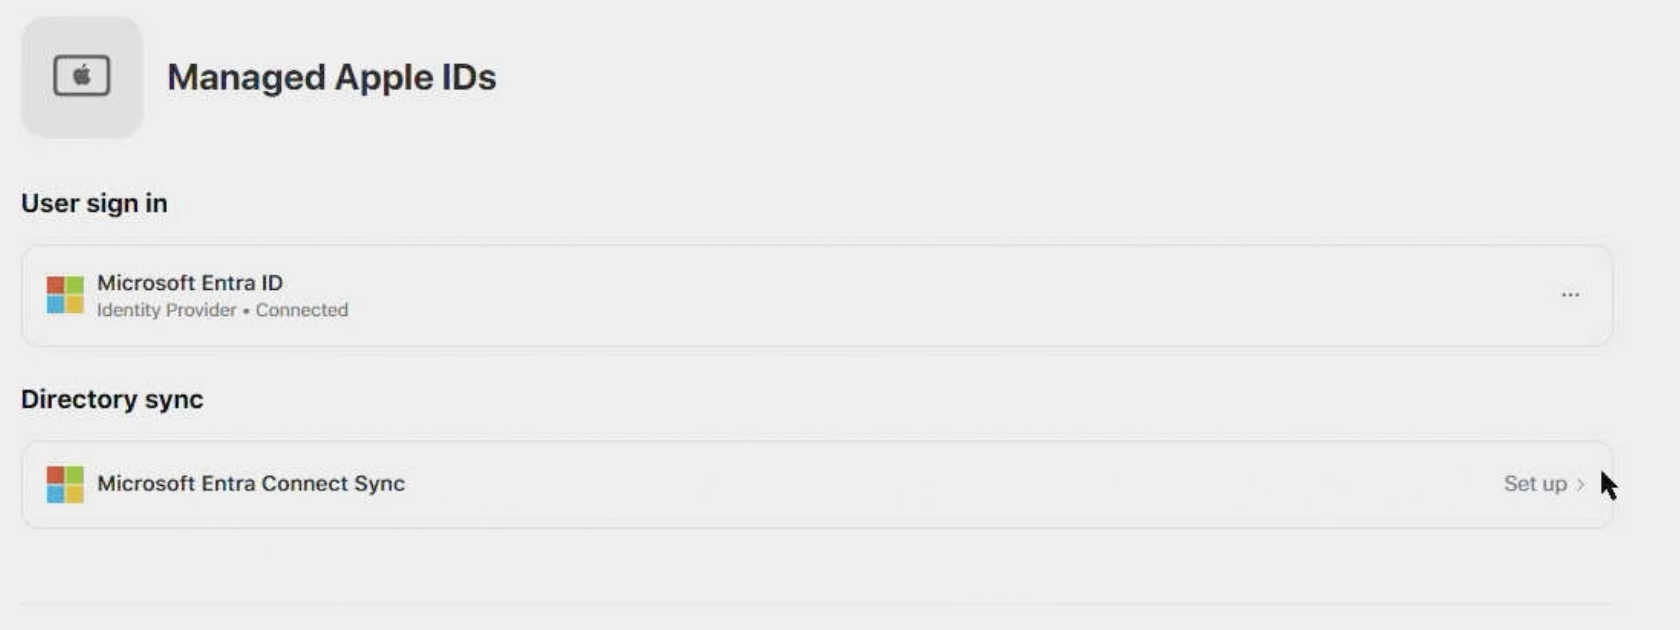 Managed Apple IDs
User sign in
Microsoft Entra ID
Identity Provider • Connected
...
Directory sync
Microsoft Entra Connect Sync
Set up >